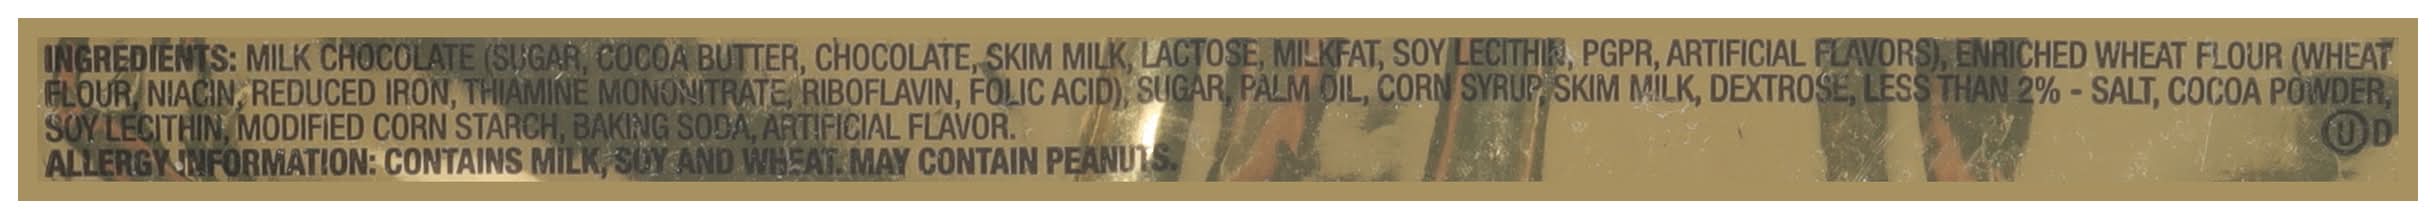 INGREDIENTS: MILK CHOCOLATE (SUGAR, COCOA BUTTER, CHOCOLATE, SKIM MILK, LACTOSE, MILKFAT, SOY LECITHIN, PGPR, ARTIFICIAL FLAVORS), ENRICHED WHEAT FLOUR (WHEAT
FLOUR, NIACIN, REDUCED IRON, THIAMINE MONONITRATE, RIBOFLAVIN, FOLIC ACID), SUGAR, PALM OIL, CORN SYRUP, SKIM MILK, DEXTROSE, LESS THAN 2% - SALT, COCOA POWDER,
SOY LECITHIN, MODIFIED CORN STARCH, BAKING SODA, ARTIFICIAL FLAVOR.
ALLERGY INFORMATION: CONTAINS MILK, SOY AND WHEAT. MAY CONTAIN PEANUTS.
U D